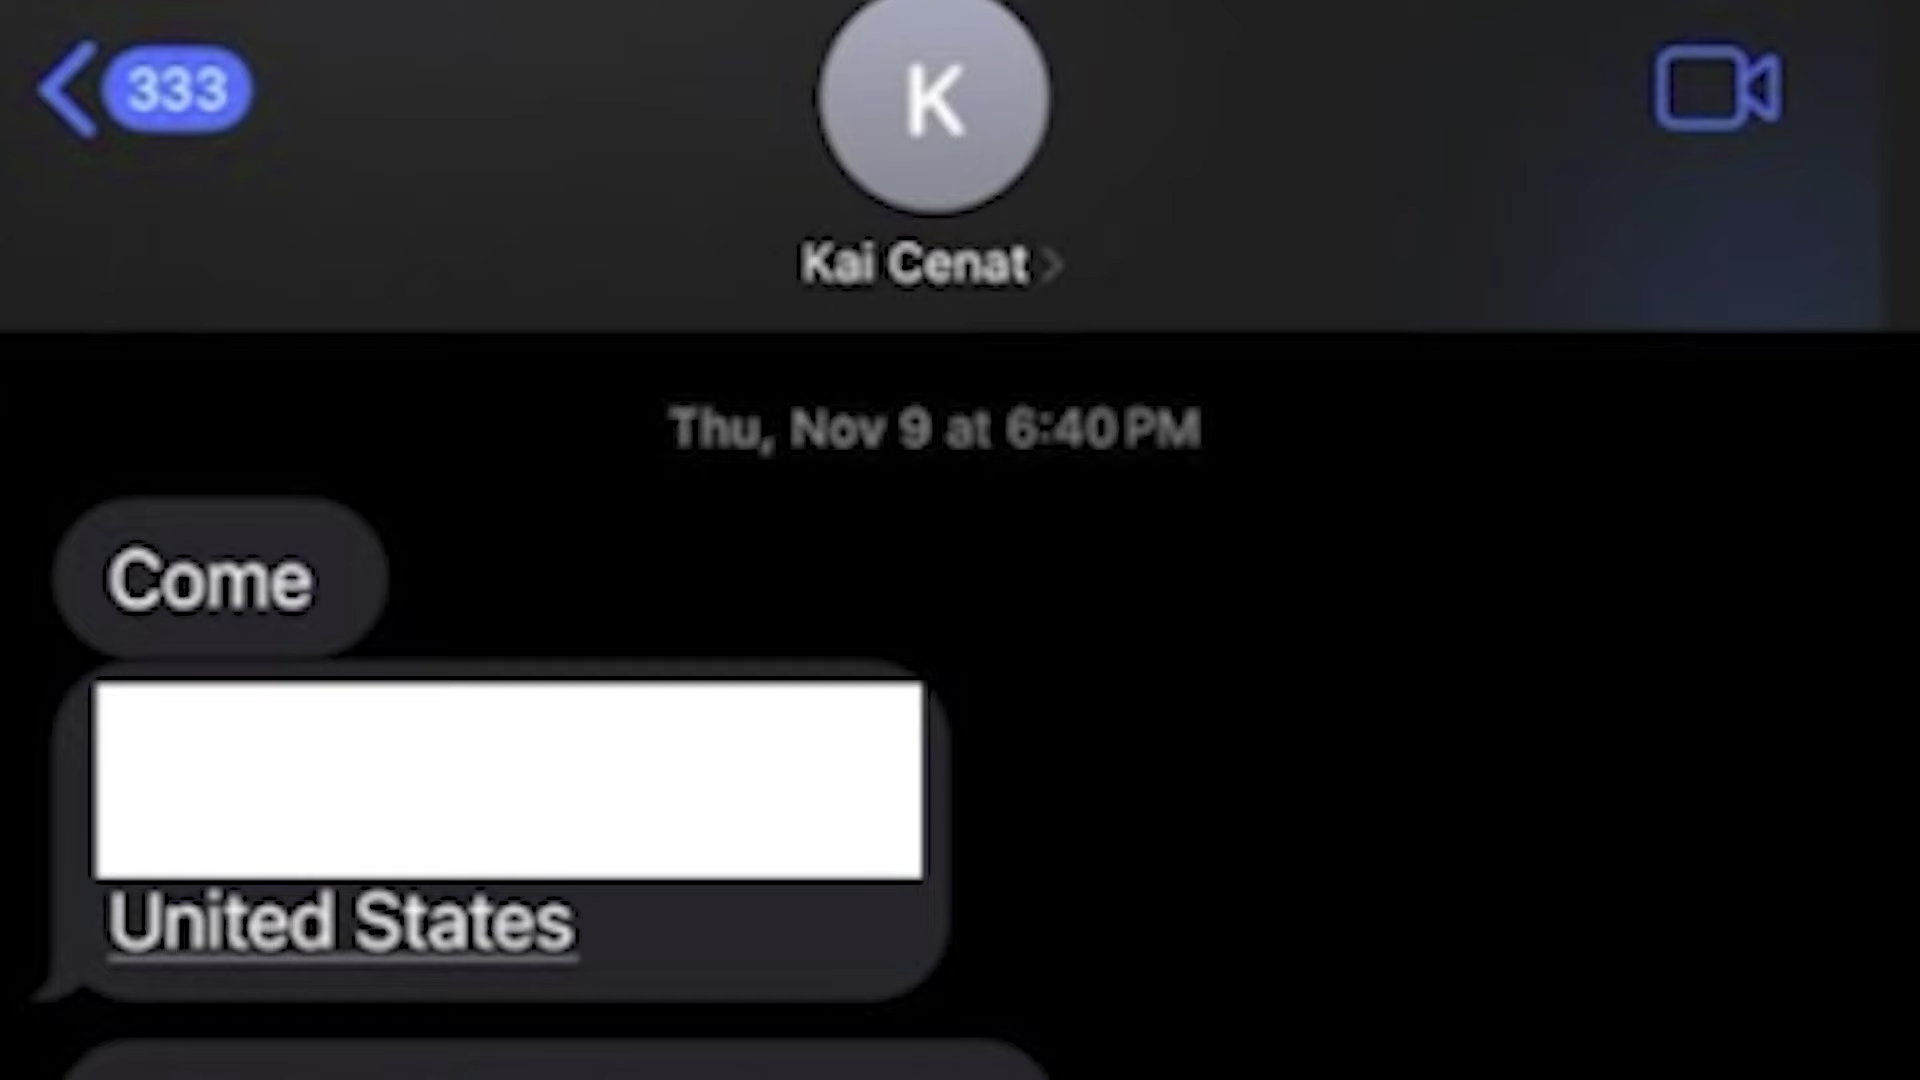 333
K
Kai Cenat
Thu, Nov 9 at 6:40 PM
Come
United States